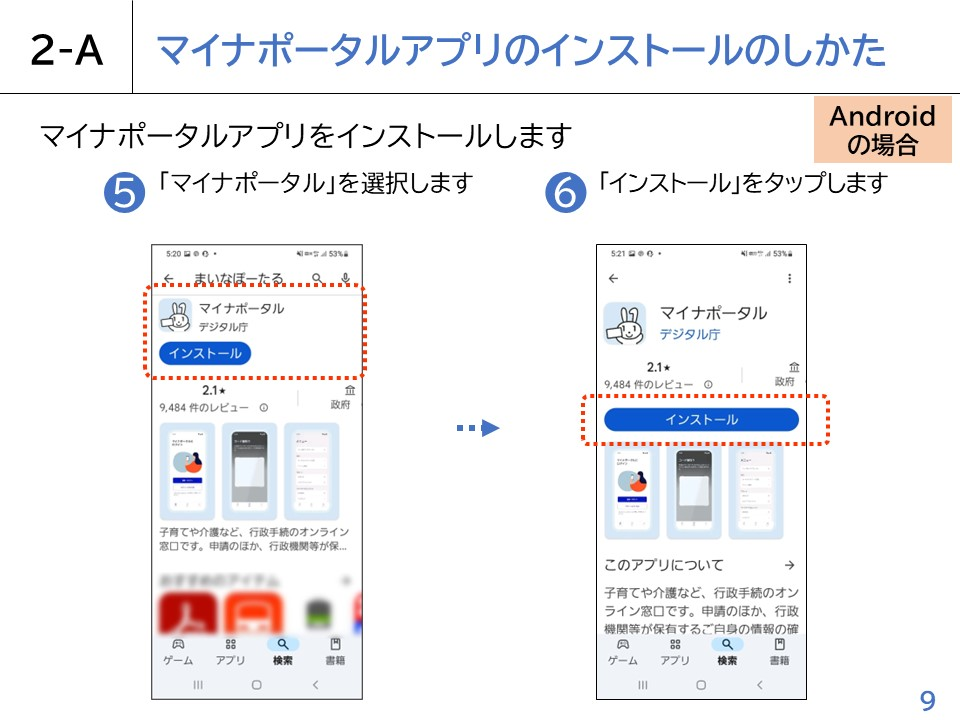 2-A
マイナポータルアプリのインストールのしかた
マイナポータルアプリをインストールします
Android
の場合
5
「マイナポータル」を選択します
5:20
53%
まいなぽーたる
マイナポータル
デジタル庁
インストール
2.1★
9,484 件のレビュー
政府
子育てや介護など、行政手続のオンライン
窓口です。申請のほか、行政機関等が保...
おすすめのアイテム
ゲーム
アプリ
検索
書籍
6
「インストール」をタップします
5:21
53%
マイナポータル
デジタル庁
2.1★
9,484 件のレビュー
政府
インストール
このアプリについて
子育てや介護など、行政手続のオン
ライン窓口です。申請のほか、行政
機関等が保有するご自身の情報の確
ゲーム
アプリ
検索
書籍
9